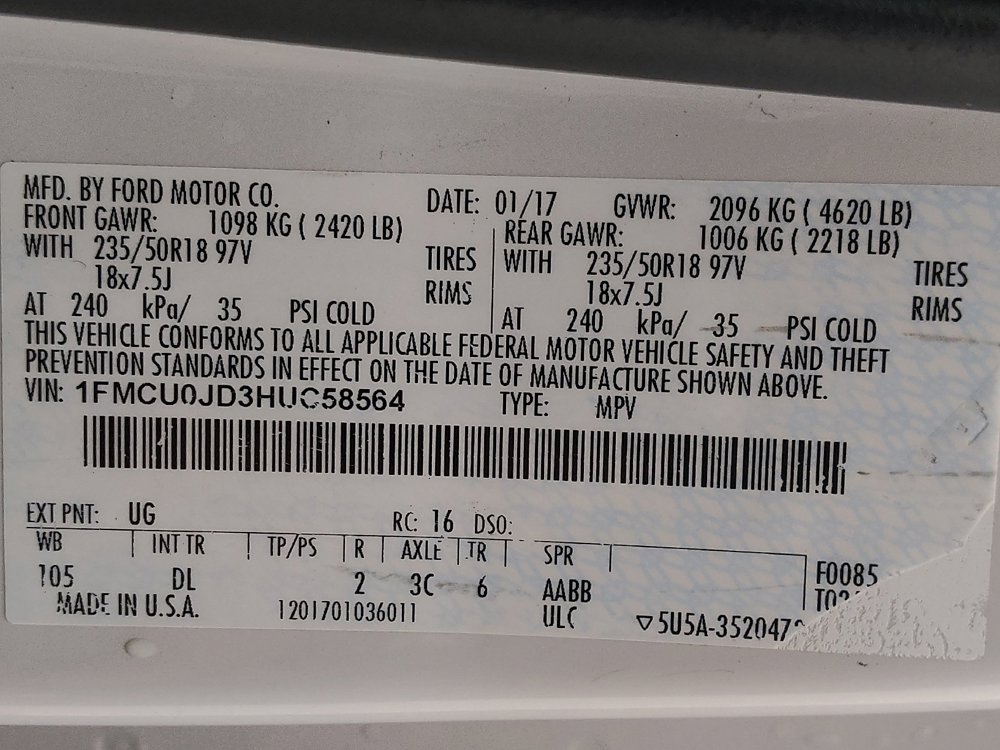 MFD. BY FORD MOTOR CO. DATE: 01/17 GVWR: 2096 KG ( 4620 LB)
FRONT GAWR: 1098 KG ( 2420 LB) REAR GAWR: 1006 KG ( 2218 LB)
WITH 235/50R18 97V TIRES WITH 235/50R18 97V TIRES
18x7.5J RIMS 18x7.5J RIMS
AT 240 kPa/ 35 PSI COLD AT 240 kPa/ 35 PSI COLD
THIS VEHICLE CONFORMS TO ALL APPLICABLE FEDERAL MOTOR VEHICLE SAFETY AND THEFT
PREVENTION STANDARDS IN EFFECT ON THE DATE OF MANUFACTURE SHOWN ABOVE.
VIN: 1FMCU0JD3HUC58564 TYPE: MPV
EXT PNT: UG RC: 16 DSO:
WB INT TR TP/PS R AXLE TR SPR
105 DL 2 3C 6 AABB F0085
MADE IN U.S.A. 1201701036011 ULC